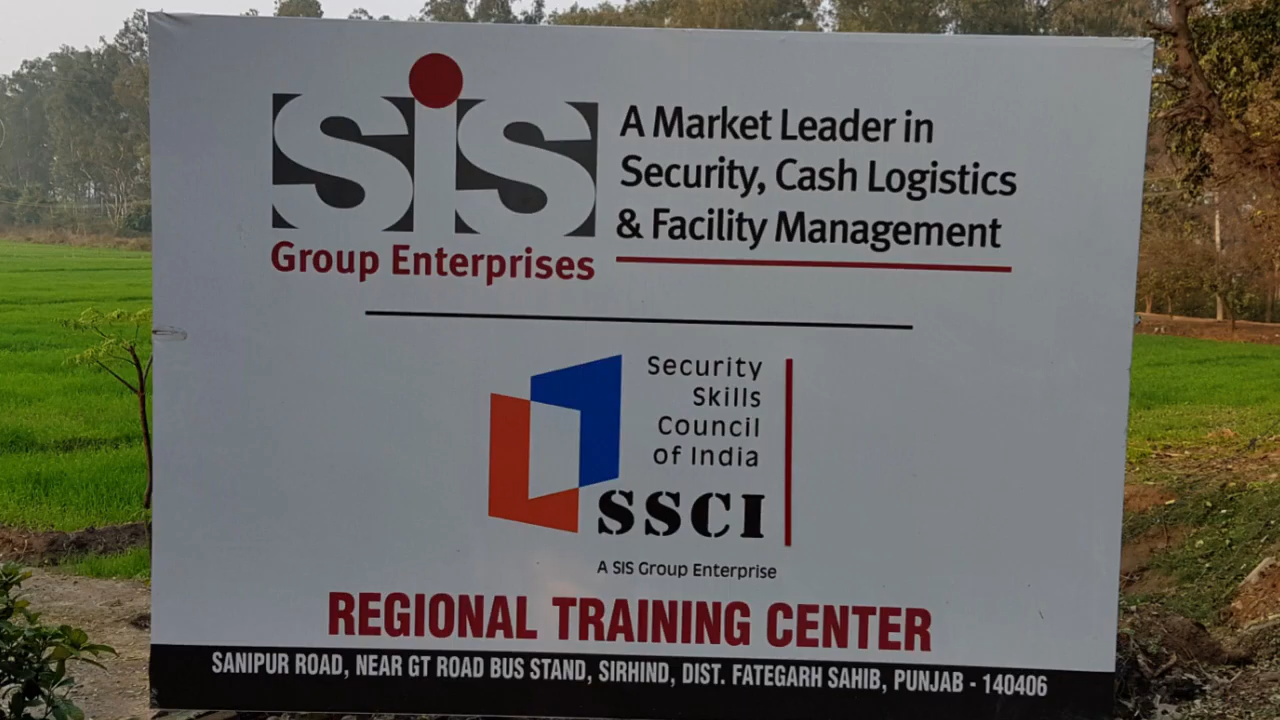 SiS
Group Enterprises
A Market Leader in
Security, Cash Logistics
& Facility Management
Security
Skills
Council
of India
SSCI
A SIS Group Enterprise
REGIONAL TRAINING CENTER
SANIPUR ROAD, NEAR GT ROAD BUS STAND, SIRHIND, DIST. FATEGARH SAHIB, PUNJAB - 140406